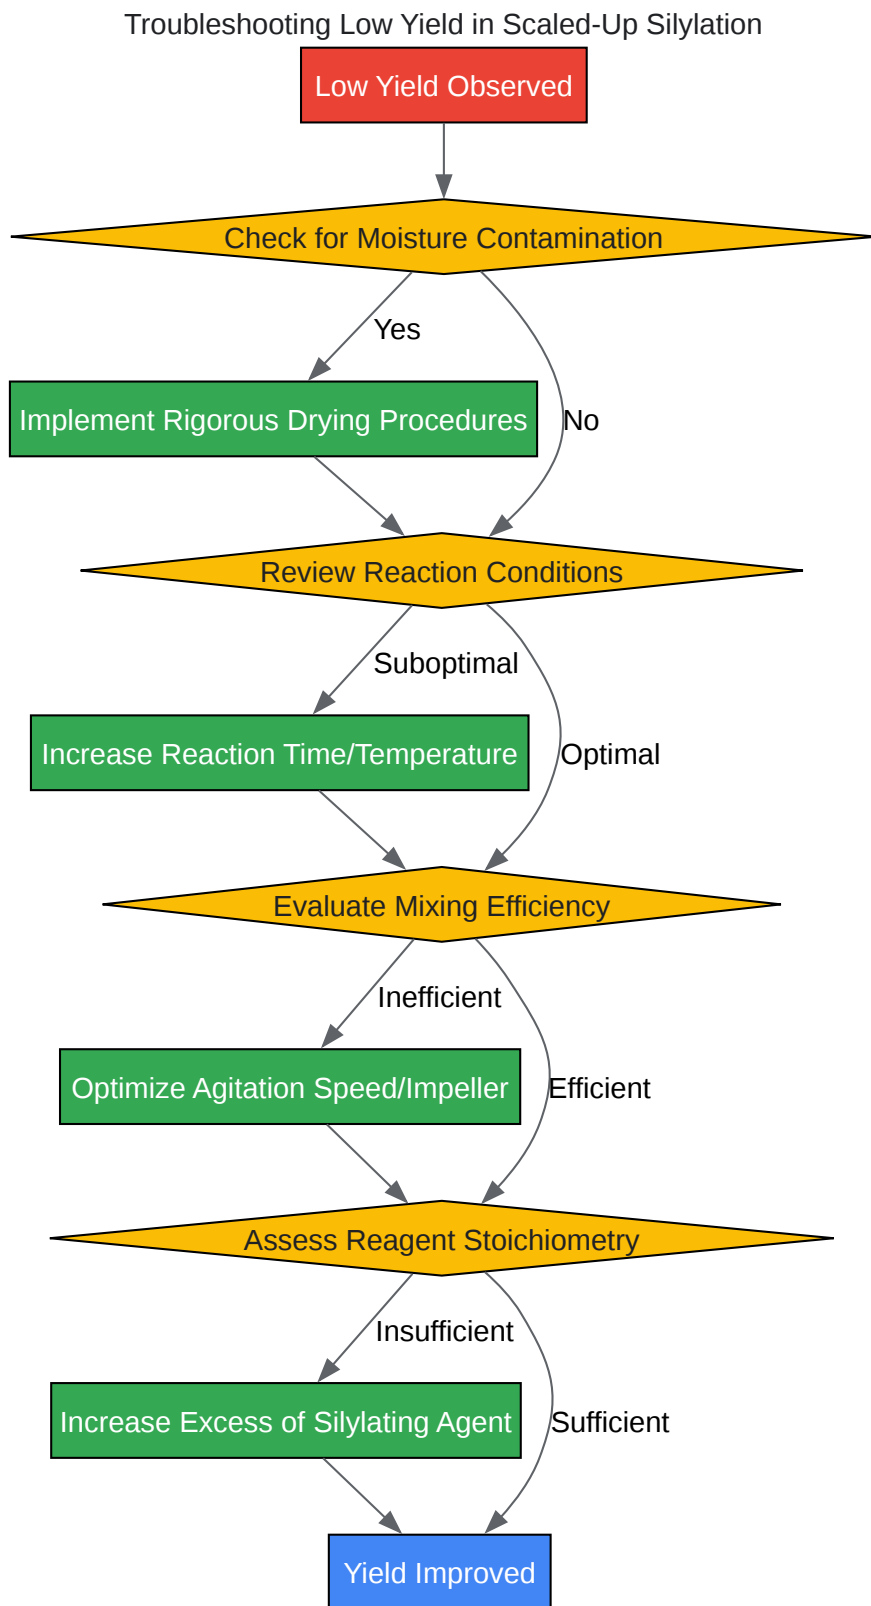 Troubleshooting Low Yield in Scaled-Up Silylation
Low Yield Observed
Check for Moisture Contamination
Yes
Implement Rigorous Drying Procedures
No
Review Reaction Conditions
Suboptimal
Increase Reaction Time/Temperature
Optimal
Evaluate Mixing Efficiency
Inefficient
Optimize Agitation Speed/Impeller
Efficient
Assess Reagent Stoichiometry
Insufficient
Increase Excess of Silylating Agent
Sufficient
Yield Improved